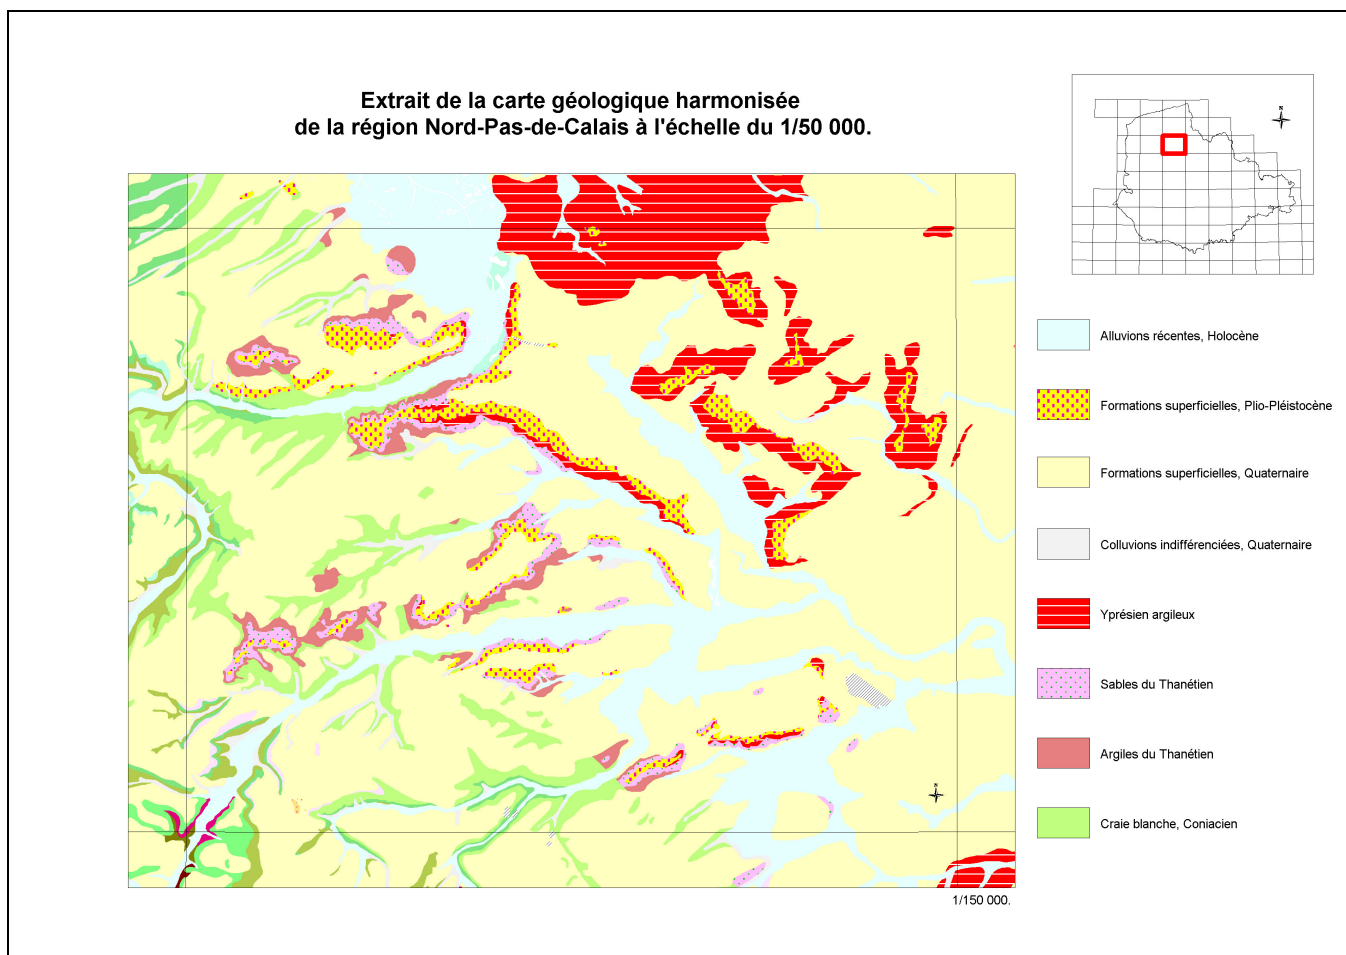 Extrait de la carte géologique harmonisée
de la région Nord-Pas-de-Calais à l'échelle du 1/50 000.
N
Alluvions récentes, Holocène
Formations superficielles, Plio-Pléistocène
Formations superficielles, Quaternaire
Colluvions indifférenciées, Quaternaire
Yprésien argileux
Sables du Thanétien
Argiles du Thanétien
Craie blanche, Coniacien
N
1/150 000.